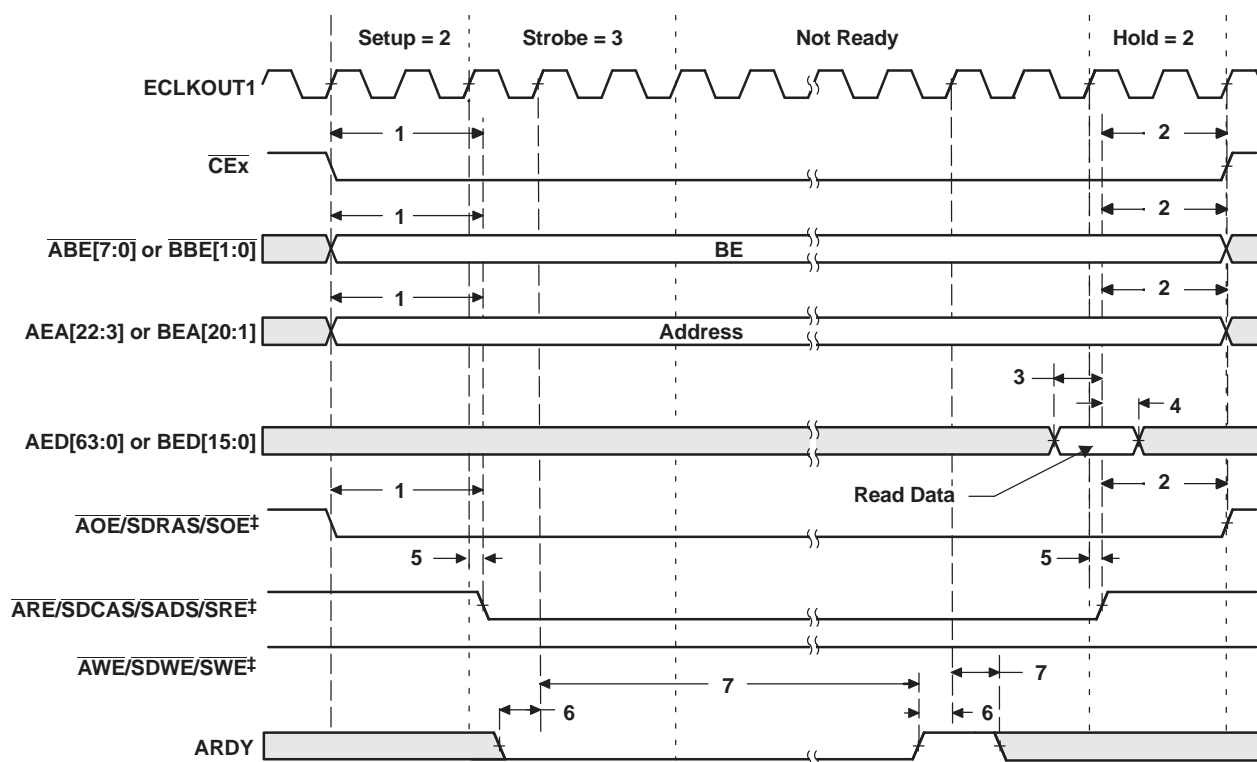 Setup = 2 Strobe = 3 Not Ready Hold = 2
ECLKOUT1
1 2
CEx
1 2
ABE[7:0] or BBE[1:0] BE
1 2
AEA[22:3] or BEA[20:1] Address
3
4
AED[63:0] or BED[15:0]
1 Read Data 2
AOE/SDRAS/SOE‡
5 5
ARE/SDCAS/SADS/SRE‡
AWE/SDWE/SWE‡
7 7
6 6
ARDY